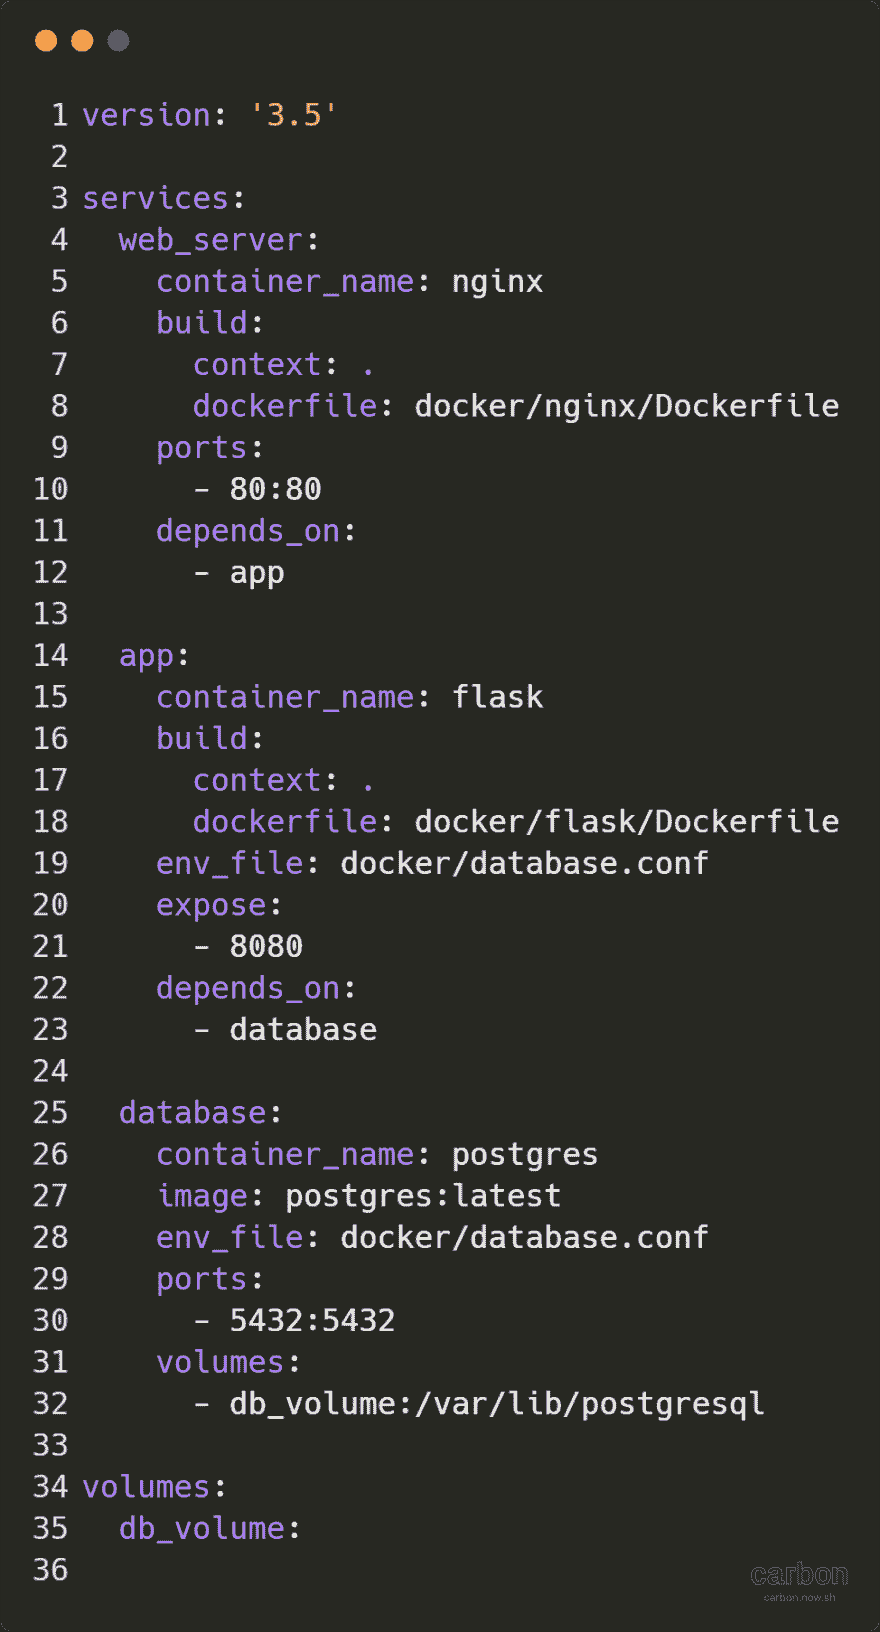 1 version: '3.5'
2
3 services:
4   web_server:
5     container_name: nginx
6     build:
7       context: .
8       dockerfile: docker/nginx/Dockerfile
9     ports:
10       - 80:80
11     depends_on:
12       - app
13
14   app:
15     container_name: flask
16     build:
17       context: .
18       dockerfile: docker/flask/Dockerfile
19     env_file: docker/database.conf
20     expose:
21       - 8080
22     depends_on:
23       - database
24
25   database:
26     container_name: postgres
27     image: postgres:latest
28     env_file: docker/database.conf
29     ports:
30       - 5432:5432
31     volumes:
32       - db_volume:/var/lib/postgresql
33
34 volumes:
35   db_volume:
36
carbon
carbon.now.sh